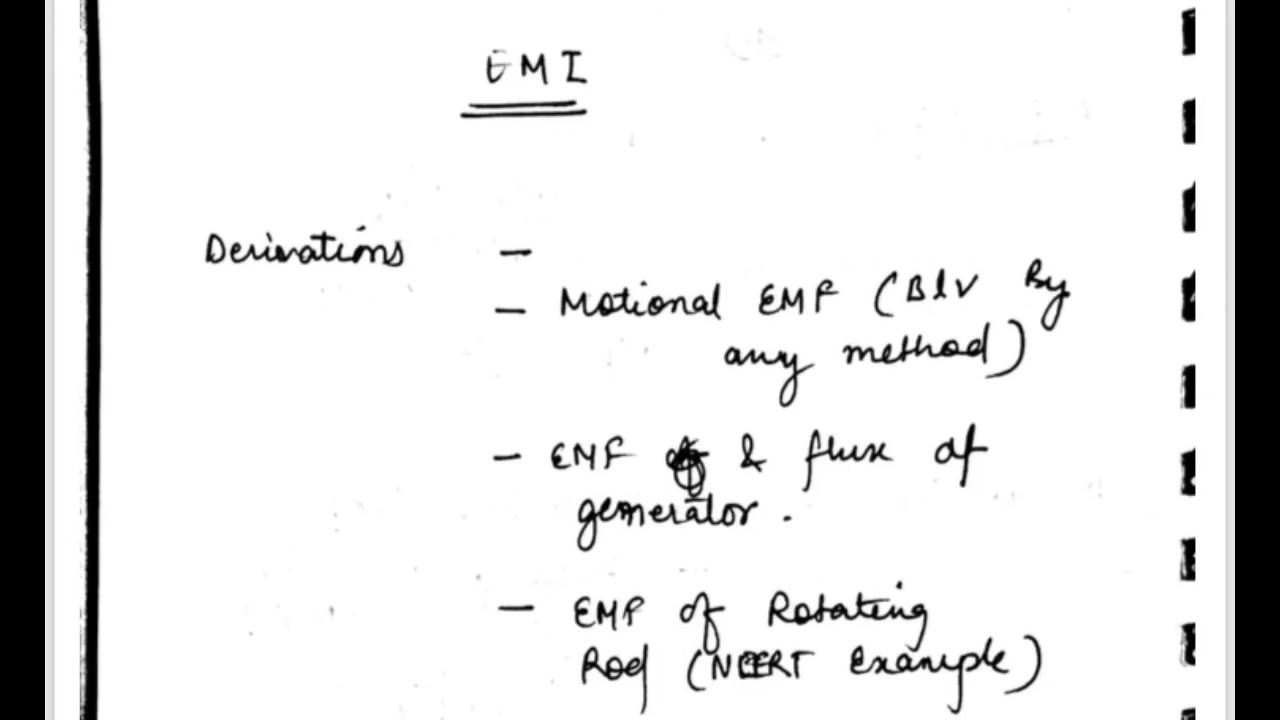 EMI
Derivations —
— Motional EMF (Blv By
any method)
— EMF & flux of
generator.
— EMF of Rotating
Rod (NCERT Example)